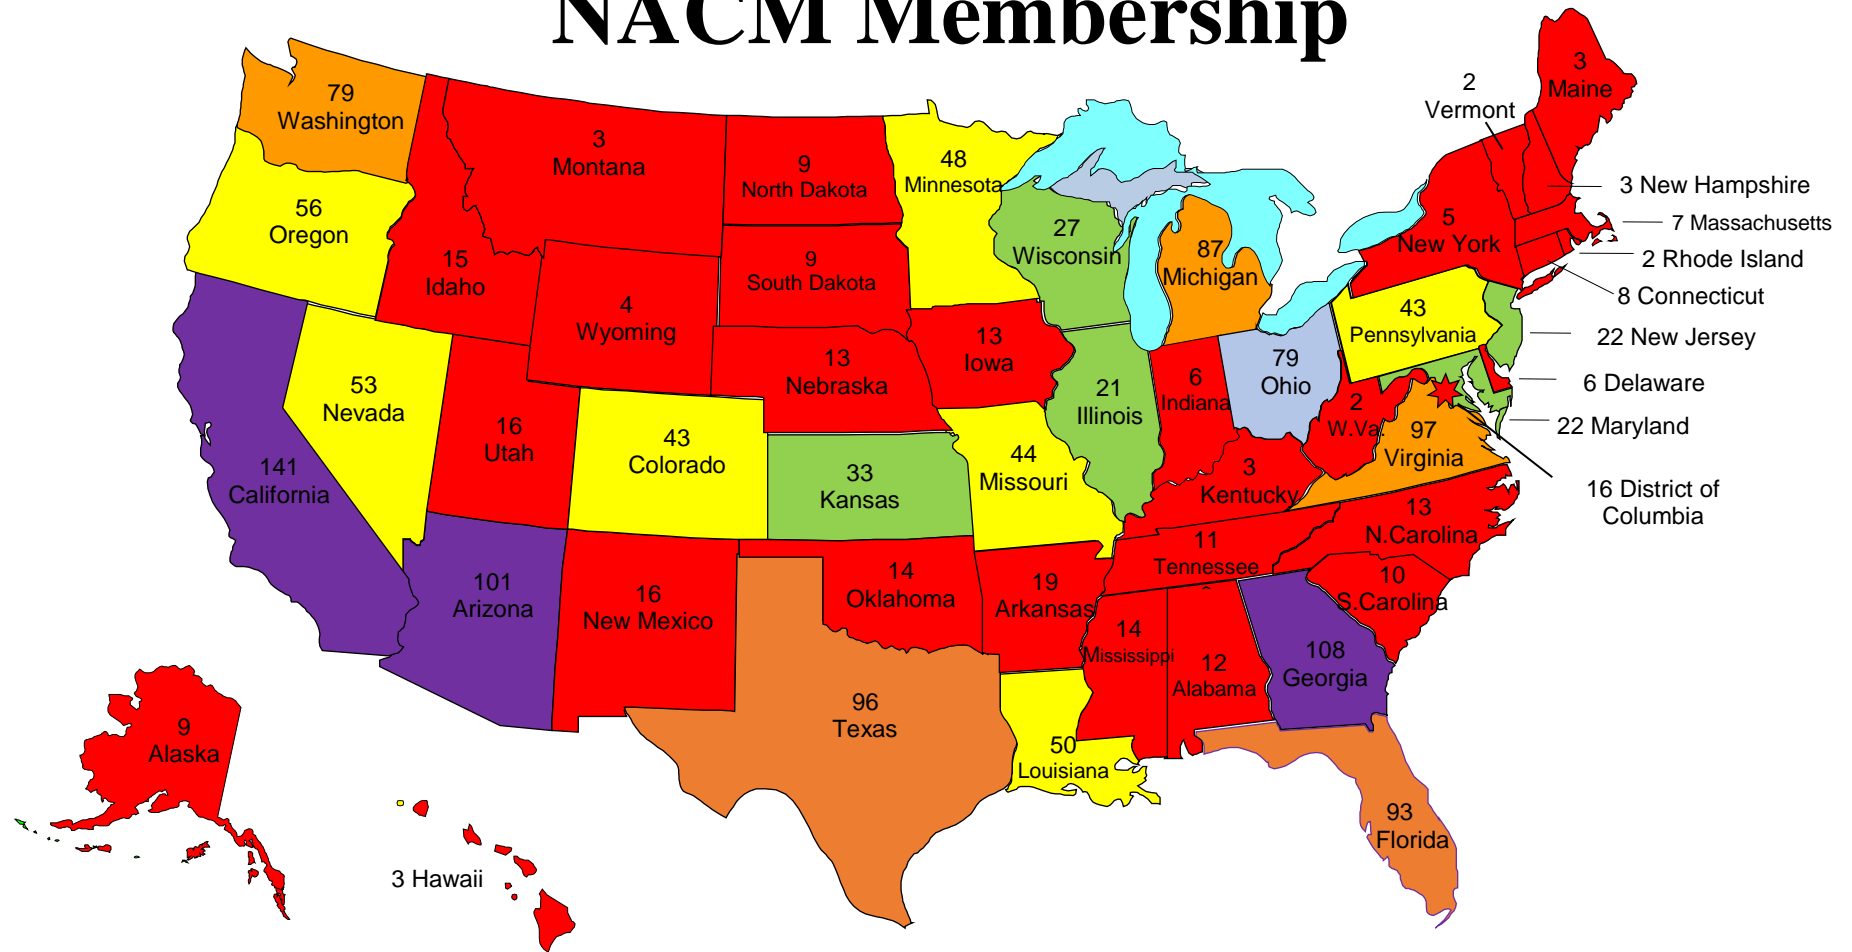 NACM Membership
3
Maine
2
Vermont
79
Washington
3
Montana
9
North Dakota
48
Minnesota
3 New Hampshire
56
Oregon
5
New York
7 Massachusetts
27
Wisconsin
87
Michigan
2 Rhode Island
15
Idaho
9
South Dakota
8 Connecticut
4
Wyoming
43
Pennsylvania
22 New Jersey
13
Iowa
13
Nebraska
79
Ohio
6 Delaware
53
Nevada
6
Indiana
21
Illinois
2
W.Va.
22 Maryland
16
Utah
43
Colorado
97
Virginia
44
Missouri
33
Kansas
3
Kentucky
141
California
16 District of
Columbia
13
N.Carolina
11
Tennessee
101
Arizona
14
Oklahoma
19
Arkansas
10
S.Carolina
16
New Mexico
14
Mississippi
12
Alabama
108
Georgia
96
Texas
9
Alaska
50
Louisiana
93
Florida
3 Hawaii